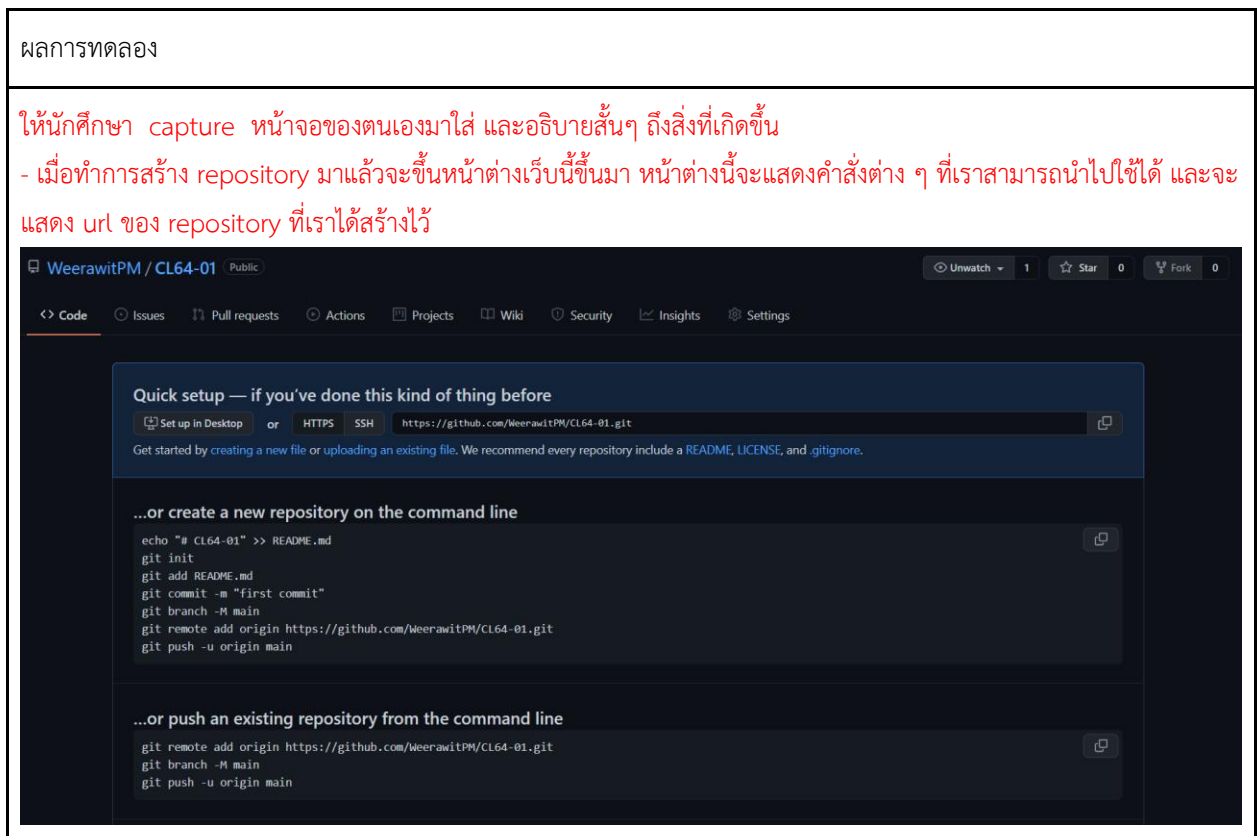 ผลการทดลอง
ให้นักศึกษา capture หน้าจอของตนเองมาใส่ และอธิบายสั้นๆ ถึงสิ่งที่เกิดขึ้น
- เมื่อทำการสร้าง repository มาแล้วจะขึ้นหน้าต่างเว็บนี้ขึ้นมา หน้าต่างนี้จะแสดงคำสั่งต่าง ๆ ที่เราสามารถนำไปใช้ได้ และจะ
แสดง url ของ repository ที่เราได้สร้างไว้
WeerawitPM / CL64-01 Public Unwatch 1 Star 0 Fork 0
<> Code Issues Pull requests Actions Projects Wiki Security Insights Settings
Quick setup — if you've done this kind of thing before
Set up in Desktop or HTTPS SSH https://github.com/WeerawitPM/CL64-01.git
Get started by creating a new file or uploading an existing file. We recommend every repository include a README, LICENSE, and .gitignore.
...or create a new repository on the command line
echo "# CL64-01" >> README.md
git init
git add README.md
git commit -m "first commit"
git branch -M main
git remote add origin https://github.com/WeerawitPM/CL64-01.git
git push -u origin main
...or push an existing repository from the command line
git remote add origin https://github.com/WeerawitPM/CL64-01.git
git branch -M main
git push -u origin main